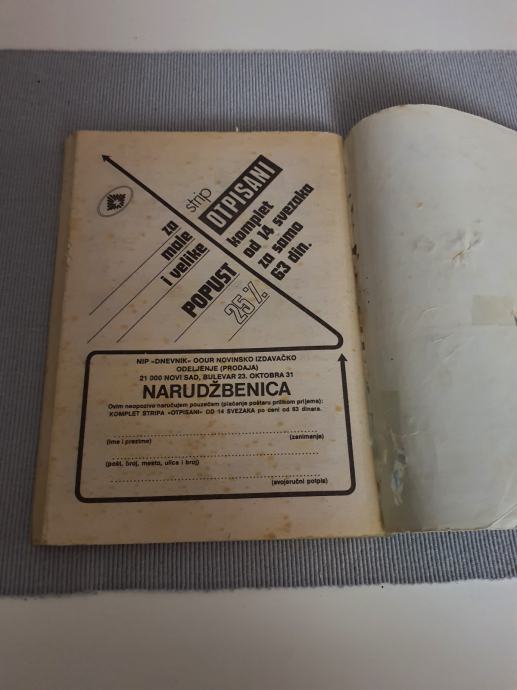 strip
OTPISANI
za
male
i velike
komplet
od 14 svezaka
za samo
63 din.
POPUST
25%
NIP »DNEVNIK« OOUR NOVINSKO IZDAVAČKO
ODELJENJE (PRODAJA)
21 000 NOVI SAD, BULEVAR 23. OKTOBRA 31
NARUDŽBENICA
Ovim neopozivo naručujem pouzećem (plaćanje poštaru prilikom prijema):
KOMPLET STRIPA »OTPISANI« OD 14 SVEZAKA po ceni od 63 dinara.
(ime i prezime) (zanimanje)
(pošt. broj, mesto, ulica i broj)
(svojeručni potpis)